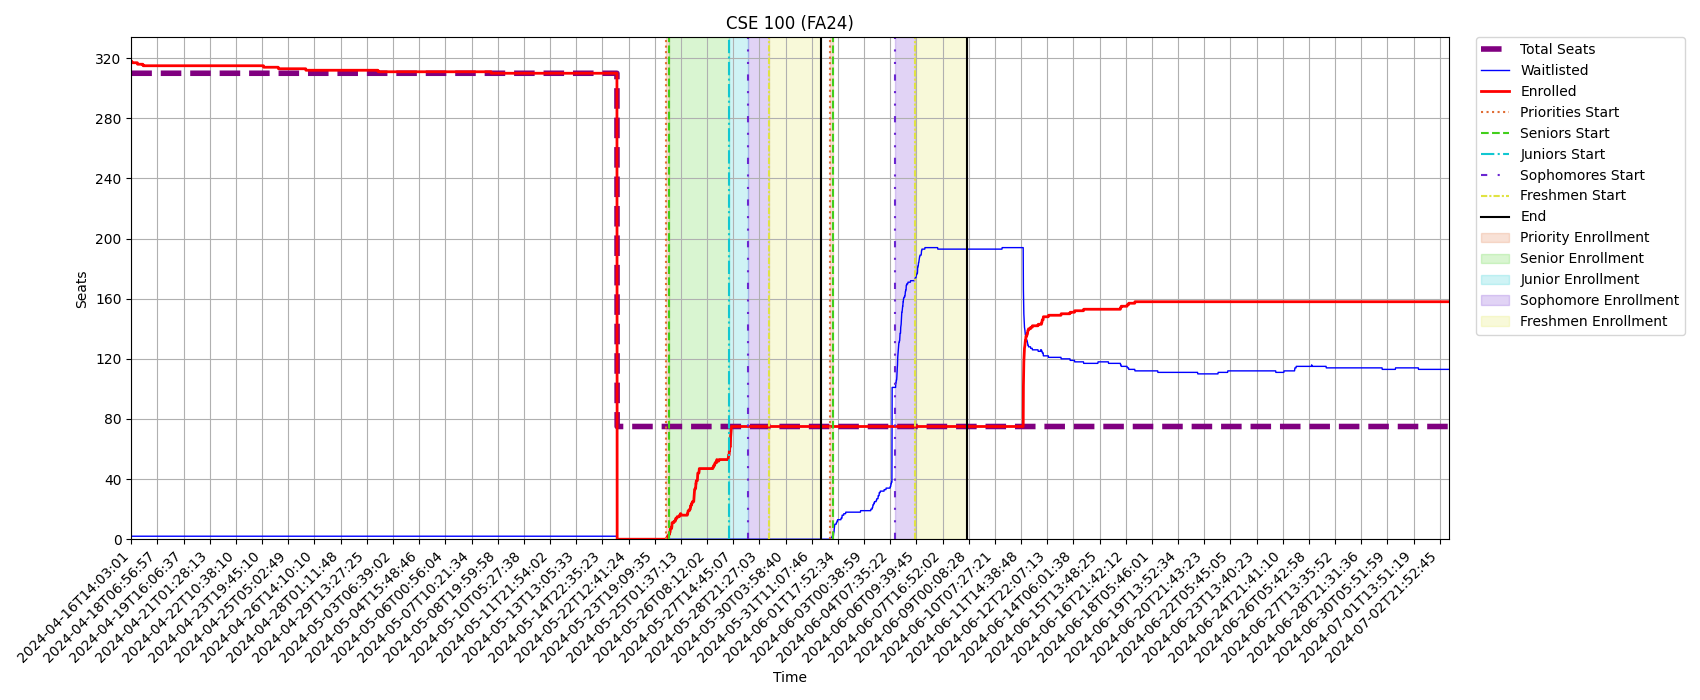 CSE 100 (FA24)
Seats
320
280
240
200
160
120
80
40
0
2024-04-16T14:03:01
2024-04-18T06:56:57
2024-04-19T16:06:37
2024-04-21T01:28:13
2024-04-22T10:38:10
2024-04-23T19:45:10
2024-04-25T05:02:49
2024-04-26T14:10:10
2024-04-28T01:11:48
2024-04-29T13:27:25
2024-05-03T06:39:02
2024-05-04T15:48:46
2024-05-06T00:56:04
2024-05-07T10:21:34
2024-05-08T19:59:58
2024-05-10T05:27:38
2024-05-11T21:54:02
2024-05-13T13:05:33
2024-05-14T22:35:23
2024-05-22T12:41:24
2024-05-23T19:09:35
2024-05-25T01:37:13
2024-05-26T08:12:02
2024-05-27T14:45:07
2024-05-28T21:27:03
2024-05-30T03:58:40
2024-05-31T11:07:46
2024-06-01T17:52:34
2024-06-03T00:38:59
2024-06-04T07:35:22
2024-06-06T09:39:45
2024-06-07T16:52:02
2024-06-09T00:08:28
2024-06-10T07:27:21
2024-06-11T14:38:48
2024-06-12T22:07:13
2024-06-14T06:01:38
2024-06-15T13:48:25
2024-06-16T21:42:12
2024-06-18T05:46:01
2024-06-19T13:52:34
2024-06-20T21:43:23
2024-06-22T05:45:05
2024-06-23T13:40:23
2024-06-24T21:41:10
2024-06-26T05:42:58
2024-06-27T13:35:52
2024-06-28T21:31:36
2024-06-30T05:51:59
2024-07-01T13:51:19
2024-07-02T21:52:45
Time
Total Seats
Waitlisted
Enrolled
Priorities Start
Seniors Start
Juniors Start
Sophomores Start
Freshmen Start
End
Priority Enrollment
Senior Enrollment
Junior Enrollment
Sophomore Enrollment
Freshmen Enrollment